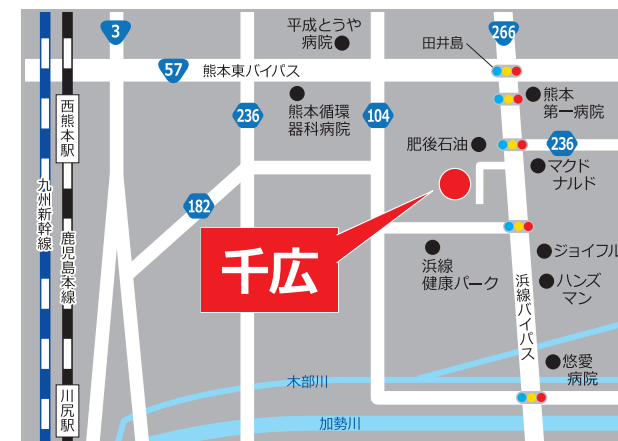 3
平成とうや
病院
266
田井島
57
熊本東バイパス
熊本
第一病院
熊本循環
器科病院
236
104
肥後石油
236
西熊本駅
マクド
ナルド
九州新幹線
182
鹿児島本線
千広
浜線
健康パーク
ジョイフル
浜線バイパス
ハンズ
マン
悠愛
病院
木部川
川尻駅
加勢川